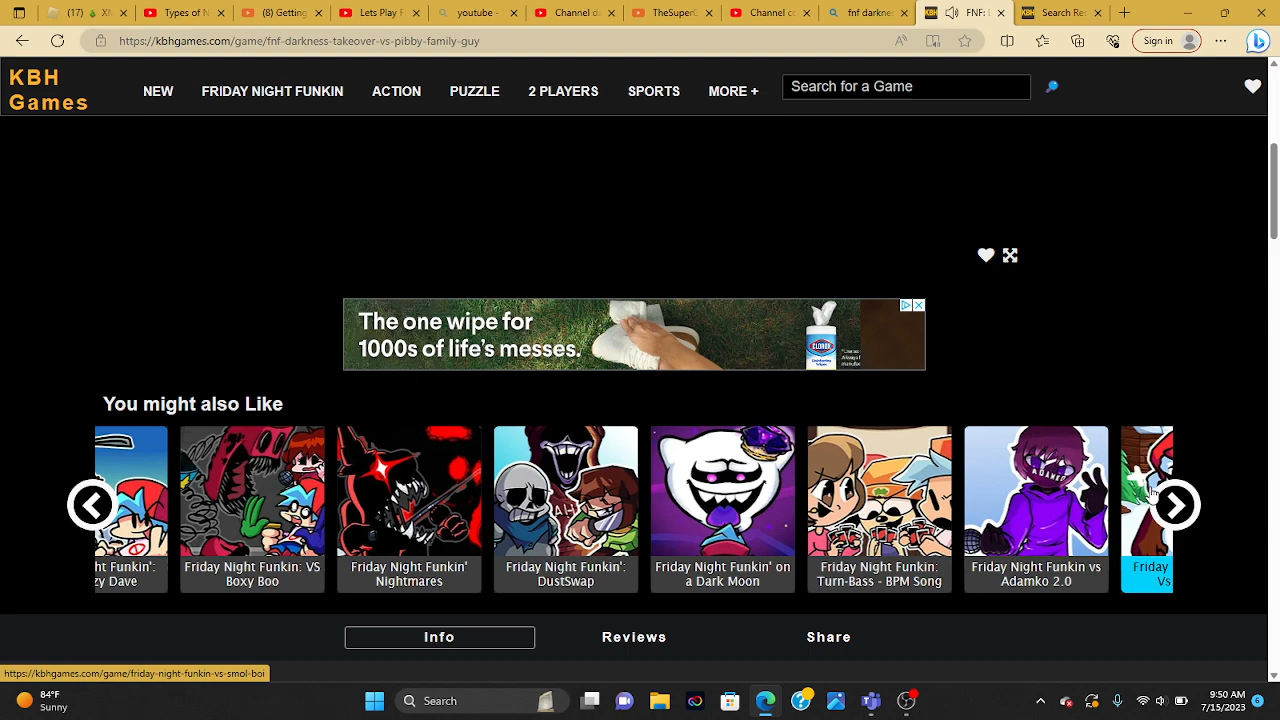 (17) 🎄 XM
Types of N
(8) Getting
Lets Play F
youtube -
Channel da
TheSuperG
Channel co
fnf darkne
FNF:
Search Res
https://kbhgames.com/game/fnf-darkness-takeover-vs-pibby-family-guy
Sign in
KBH Games
NEW
FRIDAY NIGHT FUNKIN
ACTION
PUZZLE
2 PLAYERS
SPORTS
MORE +
Search for a Game
The one wipe for
1000s of life's messes.
CLOROX
You might also Like
ht Funkin':
zy Dave
Friday Night Funkin: VS
Boxy Boo
Friday Night Funkin'
Nightmares
Friday Night Funkin':
DustSwap
Friday Night Funkin' on
a Dark Moon
Friday Night Funkin:
Turn-Bass - BPM Song
Friday Night Funkin vs
Adamko 2.0
Friday
Vs
Info
Reviews
Share
https://kbhgames.com/game/friday-night-funkin-vs-smol-boi
84°F
Sunny
Search
9:50 AM
7/15/2023
6